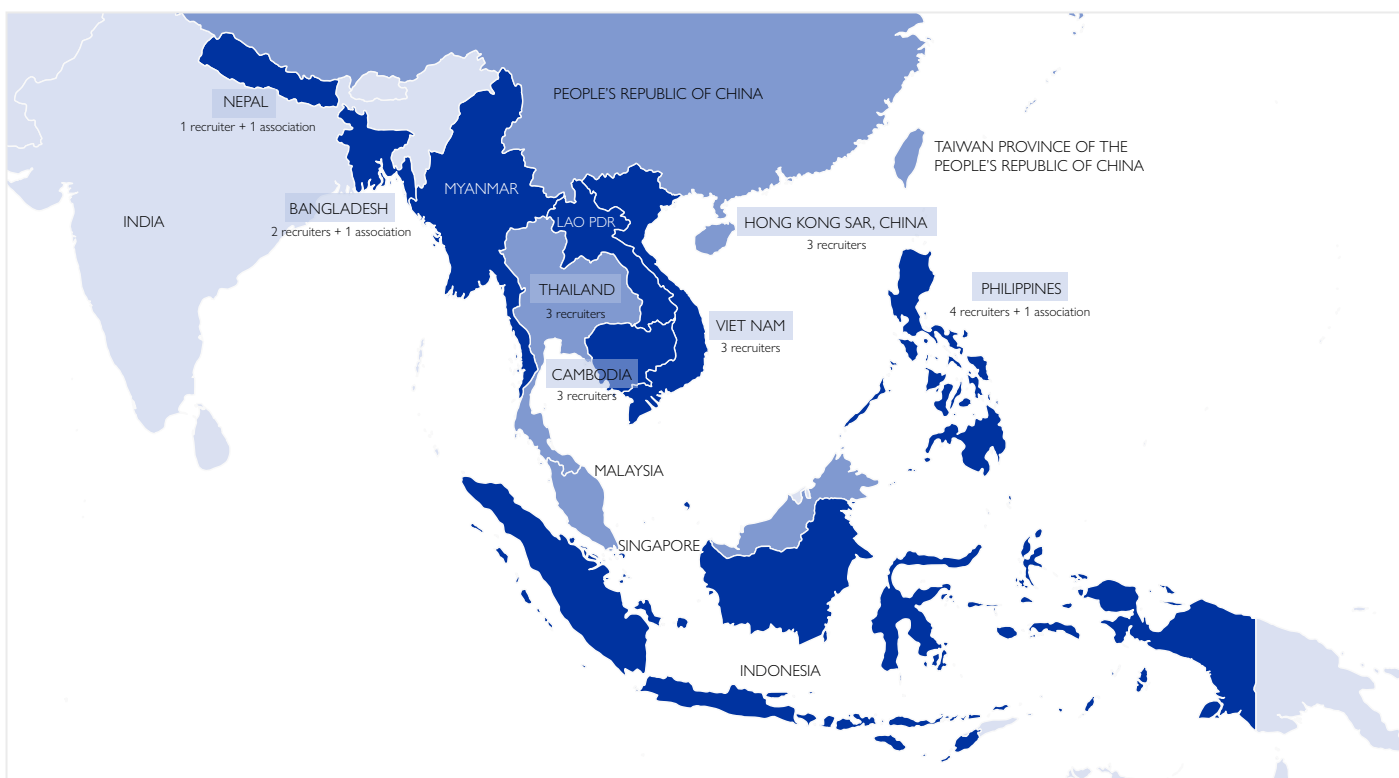 PEOPLE'S REPUBLIC OF CHINA
NEPAL
1 recruiter + 1 association
TAIWAN PROVINCE OF THE
PEOPLE'S REPUBLIC OF CHINA
MYANMAR
BANGLADESH
2 recruiters + 1 association
INDIA
LAO PDR
HONG KONG SAR, CHINA
3 recruiters
THAILAND
3 recruiters
PHILIPPINES
4 recruiters + 1 association
VIET NAM
3 recruiters
CAMBODIA
3 recruiters
MALAYSIA
SINGAPORE
INDONESIA